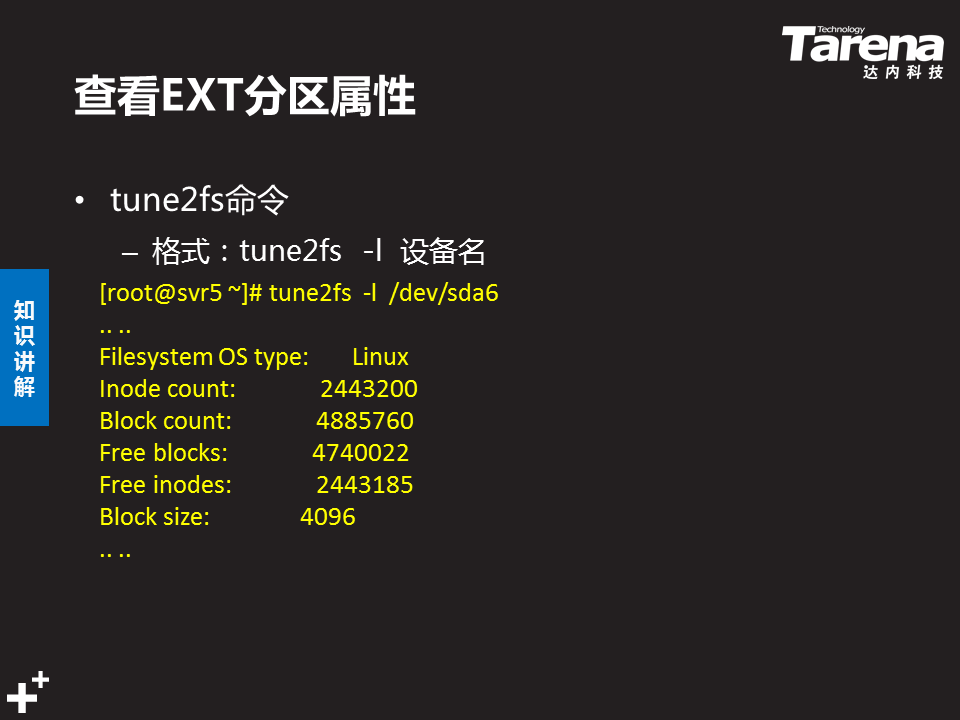 Technology
Tarena
达内科技
查看EXT分区属性
• tune2fs命令
– 格式：tune2fs -l 设备名
[root@svr5 ~]# tune2fs -l /dev/sda6
.. ..
Filesystem OS type: Linux
Inode count: 2443200
Block count: 4885760
Free blocks: 4740022
Free inodes: 2443185
Block size: 4096
.. ..
知识讲解